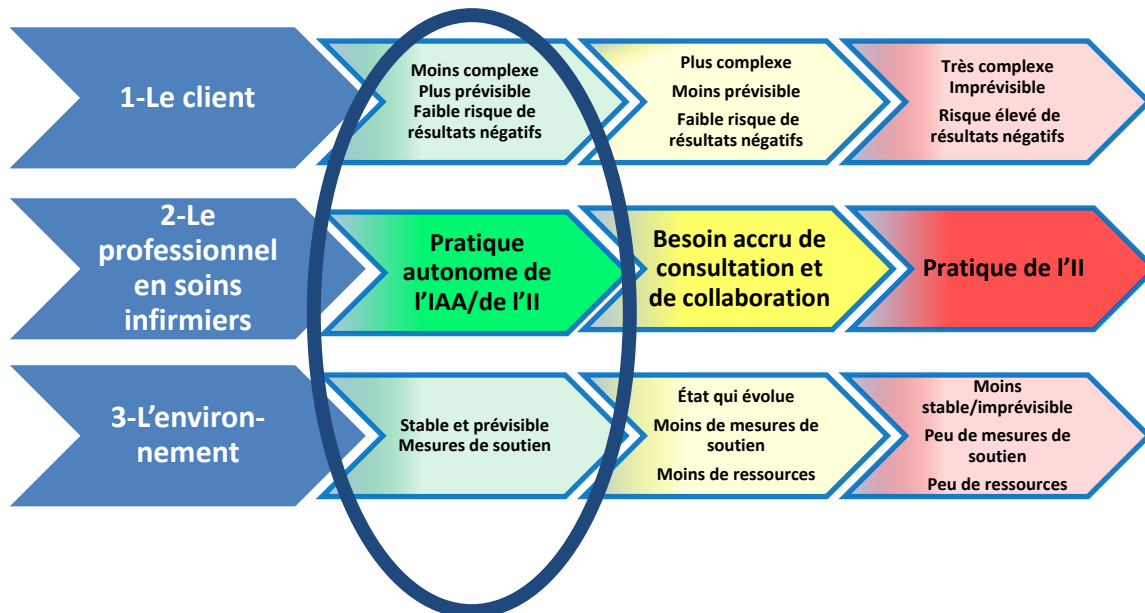 1-Le client
Moins complexe
Plus prévisible
Faible risque de
résultats négatifs
Plus complexe
Moins prévisible
Faible risque de
résultats négatifs
Très complexe
Imprévisible
Risque élevé de
résultats négatifs
2-Le
professionnel
en soins
infirmiers
Pratique
autonome de
l’IAA/de l’II
Besoin accru de
consultation et
de collaboration
Pratique de l’II
3-L’environ-
nement
Stable et prévisible
Mesures de soutien
État qui évolue
Moins de mesures de
soutien
Moins de ressources
Moins
stable/imprévisible
Peu de mesures de
soutien
Peu de ressources